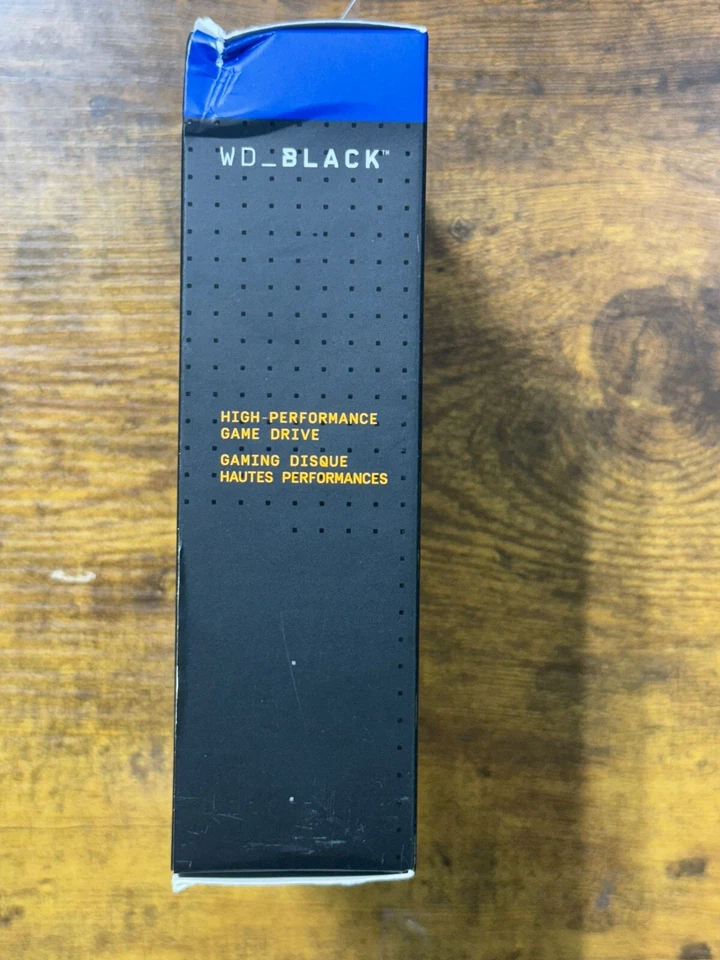 WD_BLACK™
HIGH-PERFORMANCE
GAME DRIVE
GAMING DISQUE
HAUTES PERFORMANCES